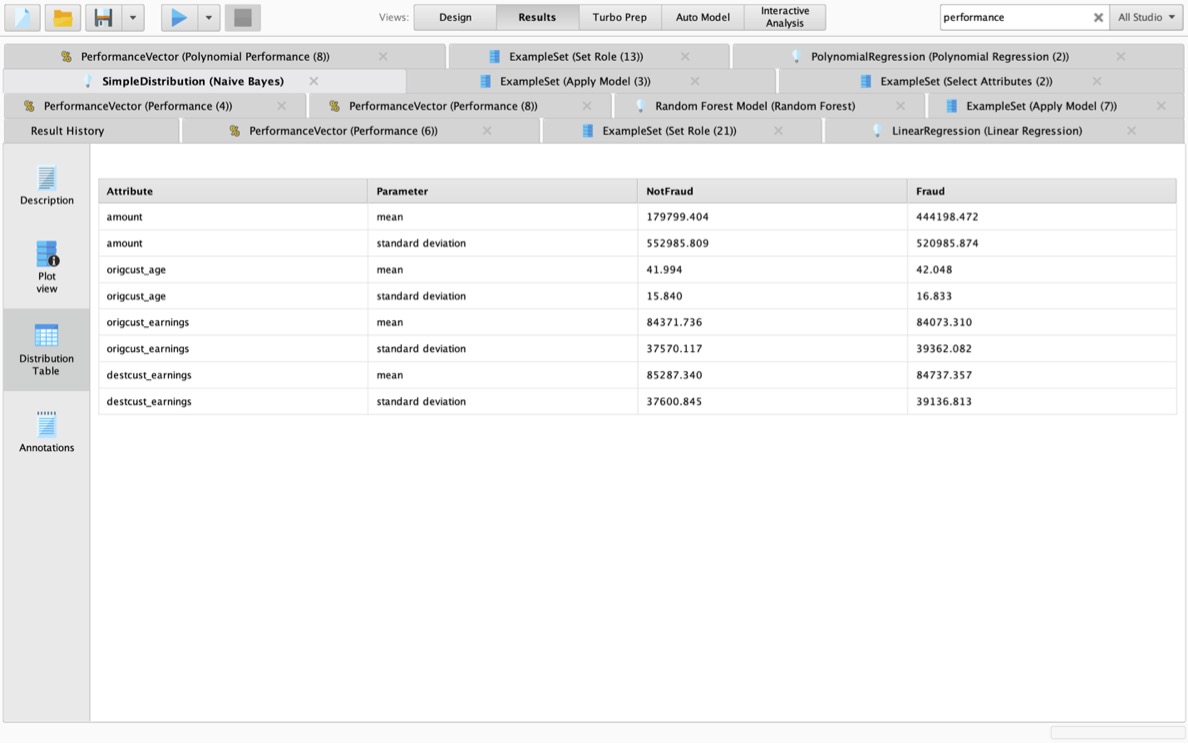 Views: Design Results Turbo Prep Auto Model Interactive Analysis performance All Studio
PerformanceVector (Polynomial Performance (8)) ExampleSet (Set Role (13)) PolynomialRegression (Polynomial Regression (2))
SimpleDistribution (Naive Bayes) ExampleSet (Apply Model (3)) ExampleSet (Select Attributes (2))
PerformanceVector (Performance (4)) PerformanceVector (Performance (8)) Random Forest Model (Random Forest) ExampleSet (Apply Model (7))
Result History PerformanceVector (Performance (6)) ExampleSet (Set Role (21)) LinearRegression (Linear Regression)
Description
Plot
view
Distribution
Table
Annotations
Attribute Parameter NotFraud Fraud
amount mean 179799.404 444198.472
amount standard deviation 552985.809 520985.874
origcust_age mean 41.994 42.048
origcust_age standard deviation 15.840 16.833
origcust_earnings mean 84371.736 84073.310
origcust_earnings standard deviation 37570.117 39362.082
destcust_earnings mean 85287.340 84737.357
destcust_earnings standard deviation 37600.845 39136.813